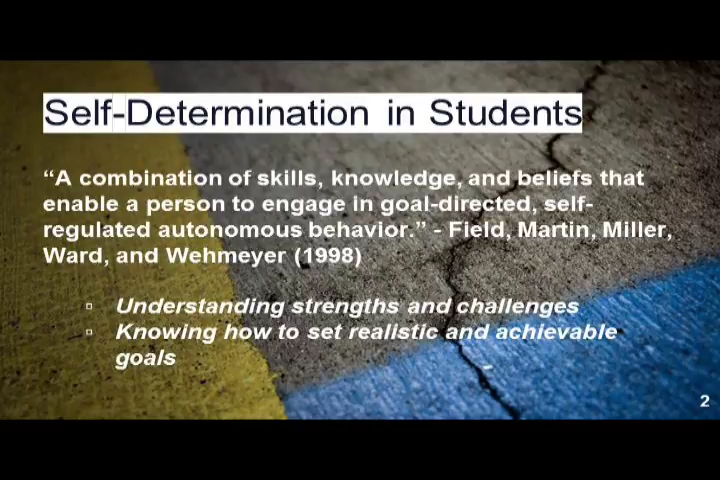 Self-Determination in Students
“A combination of skills, knowledge, and beliefs that
enable a person to engage in goal-directed, self-
regulated autonomous behavior.” - Field, Martin, Miller,
Ward, and Wehmeyer (1998)
▫ Understanding strengths and challenges
▫ Knowing how to set realistic and achievable
goals
2